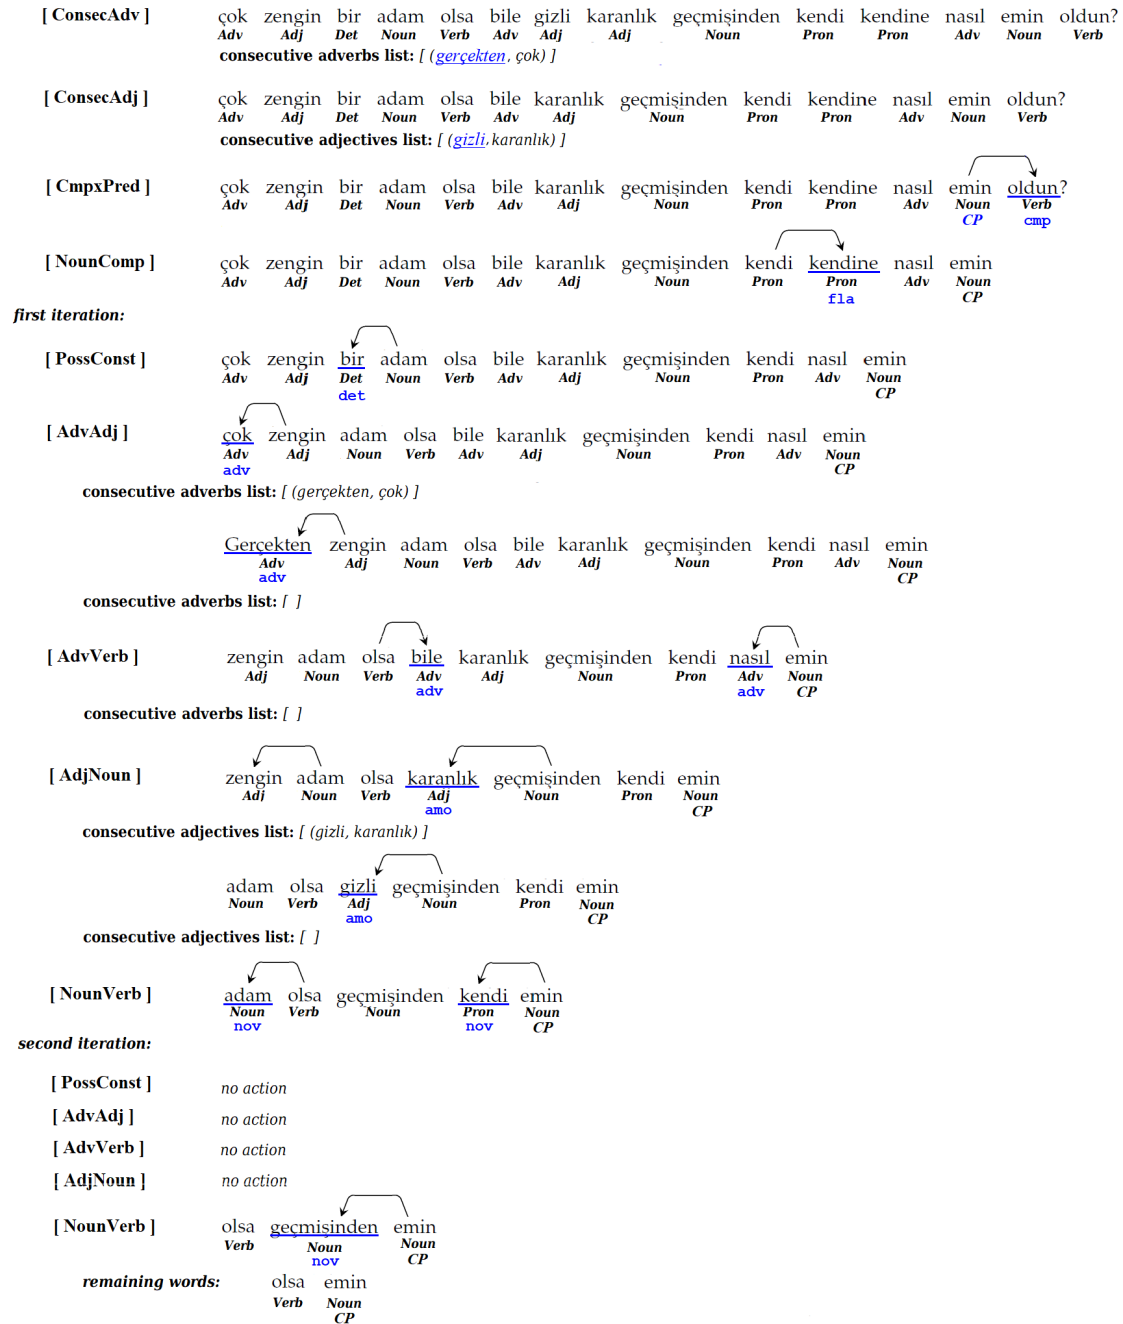 [ ConsecAdv ] çok zengin bir adam olsa bile gizli karanlık geçmişinden kendi kendine nasıl emin oldun?
Adv Adj Det Noun Verb Adv Adj Adj Noun Pron Pron Adv Noun Verb
consecutive adverbs list: [ (gerçekten, çok) ]
[ ConsecAdj ] çok zengin bir adam olsa bile karanlık geçmişinden kendi kendine nasıl emin oldun?
Adv Adj Det Noun Verb Adv Adj Noun Pron Pron Adv Noun Verb
consecutive adjectives list: [ (gizli, karanlık) ]
[ CmpxPred ] çok zengin bir adam olsa bile karanlık geçmişinden kendi kendine nasıl emin oldun?
Adv Adj Det Noun Verb Adv Adj Noun Pron Pron Adv Noun Verb
CP cmp
[ NounComp ] çok zengin bir adam olsa bile karanlık geçmişinden kendi kendine nasıl emin
Adv Adj Det Noun Verb Adv Adj Noun Pron Pron Adv Noun
fla CP
first iteration:
[ PossConst ] çok zengin bir adam olsa bile karanlık geçmişinden kendi nasıl emin
Adv Adj Det Noun Verb Adv Adj Noun Pron Adv Noun
det CP
[ AdvAdj ] çok zengin adam olsa bile karanlık geçmişinden kendi nasıl emin
Adv Adj Noun Verb Adv Adj Noun Pron Adv Noun
adv CP
consecutive adverbs list: [ (gerçekten, çok) ]
Gerçekten zengin adam olsa bile karanlık geçmişinden kendi nasıl emin
Adv Adj Noun Verb Adv Adj Noun Pron Adv Noun
adv CP
consecutive adverbs list: [ ]
[ AdvVerb ] zengin adam olsa bile karanlık geçmişinden kendi nasıl emin
Adj Noun Verb Adv Adj Noun Pron Adv Noun
adv adv CP
consecutive adverbs list: [ ]
[ AdjNoun ] zengin adam olsa karanlık geçmişinden kendi emin
Adj Noun Verb Adj Noun Pron Noun
amo CP
consecutive adjectives list: [ (gizli, karanlık) ]
adam olsa gizli geçmişinden kendi emin
Noun Verb Adj Noun Pron Noun
amo CP
consecutive adjectives list: [ ]
[ NounVerb ] adam olsa geçmişinden kendi emin
Noun Verb Noun Pron Noun
nov nov CP
second iteration:
[ PossConst ] no action
[ AdvAdj ] no action
[ AdvVerb ] no action
[ AdjNoun ] no action
[ NounVerb ] olsa geçmişinden emin
Verb Noun Noun
nov CP
remaining words: olsa emin
Verb Noun
CP